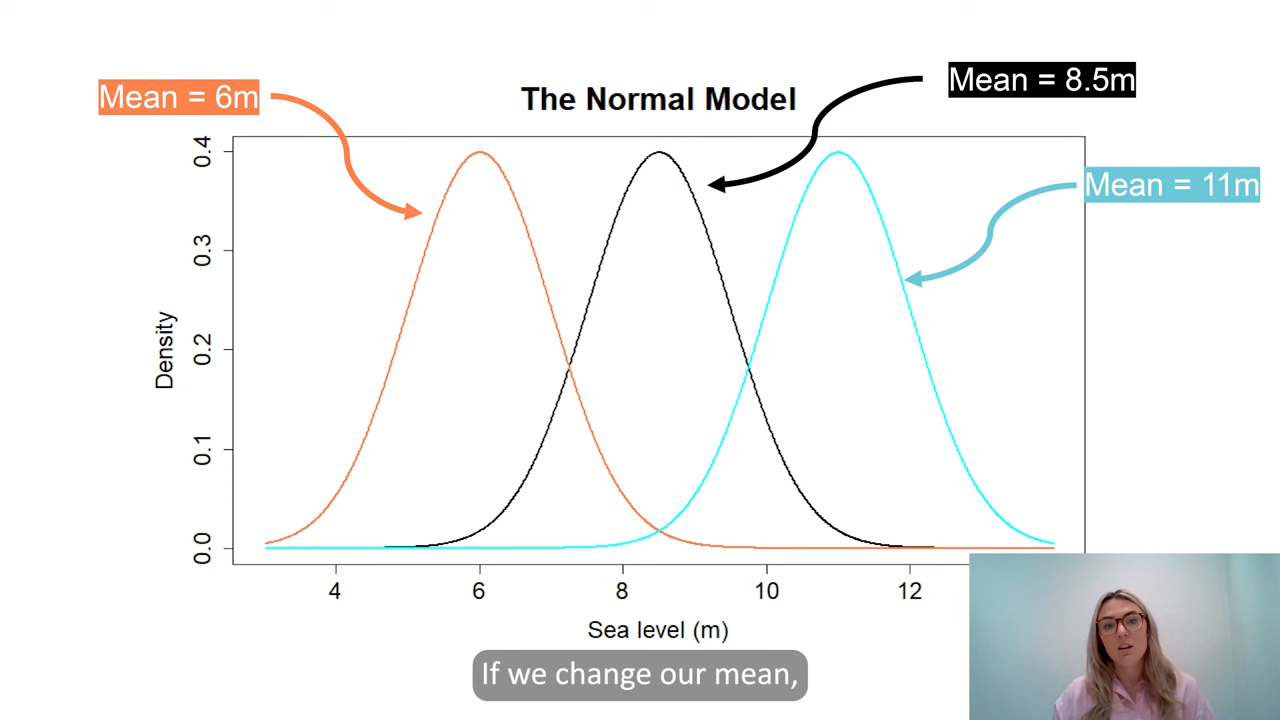 Mean = 6m
The Normal Model
Mean = 8.5m
Mean = 11m
0.4
0.3
0.2
0.1
0.0
Density
4 6 8 10 12
Sea level (m)
If we change our mean,